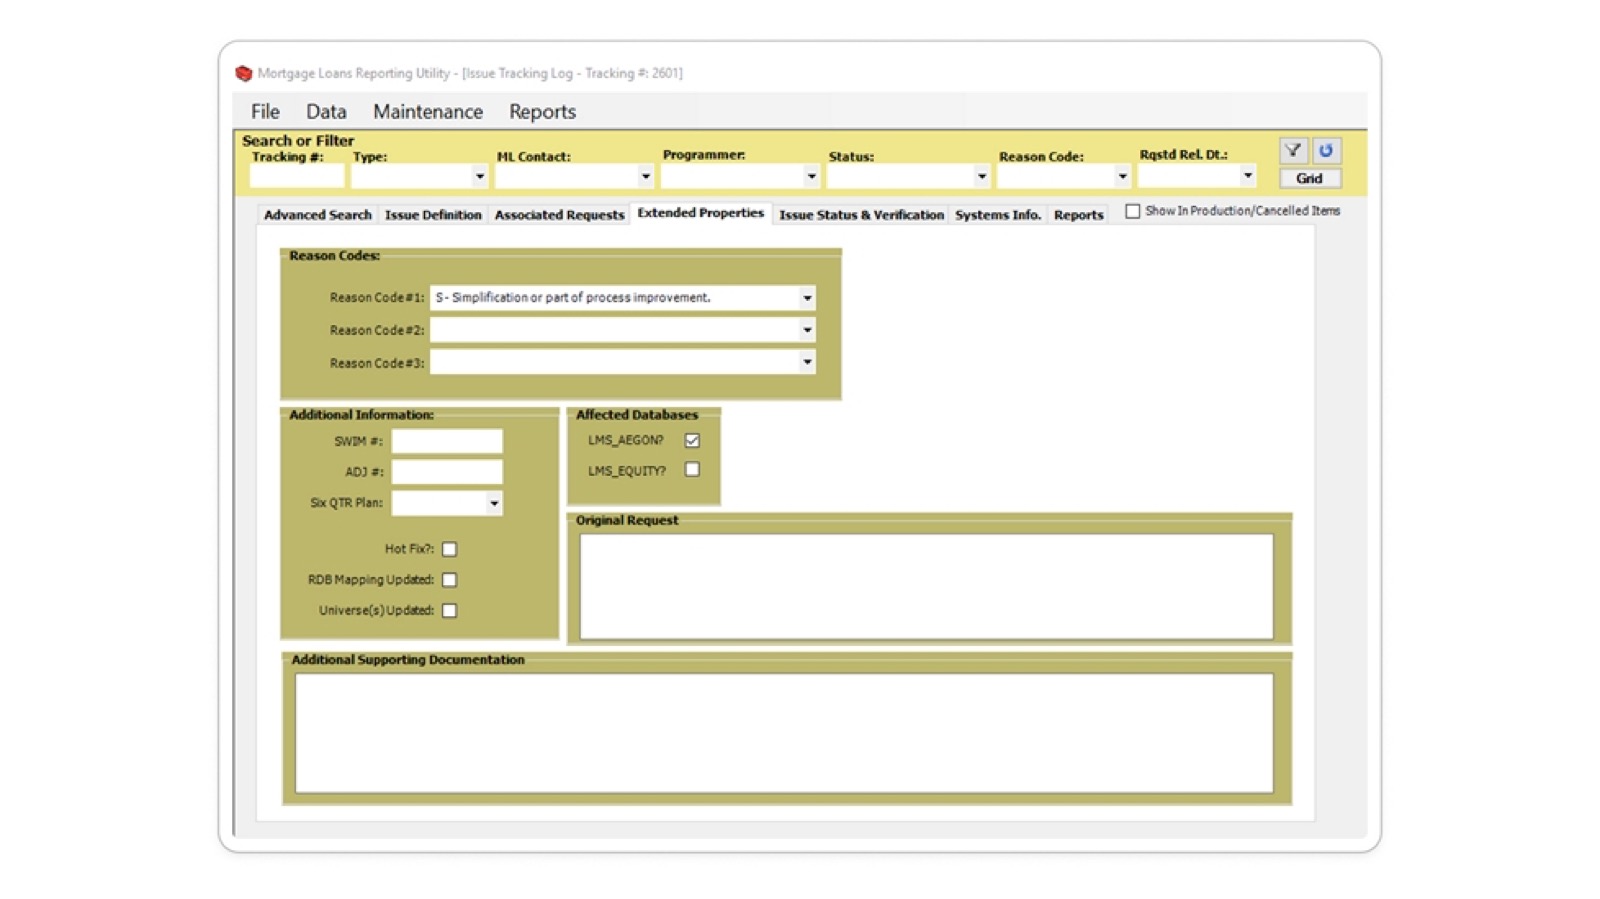 Mortgage Loans Reporting Utility - [Issue Tracking Log - Tracking #: 2601]
File Data Maintenance Reports
Search or Filter
Tracking #: Type: ML Contact: Programmer: Status: Reason Code: Rqstd Rel. Dt.:
Grid
Advanced Search Issue Definition Associated Requests Extended Properties Issue Status & Verification Systems Info. Reports Show In Production/Cancelled Items
Reason Codes:
Reason Code #1: S - Simplification or part of process improvement.
Reason Code #2:
Reason Code #3:
Additional Information:
SWIM #:
ADJ #:
Six QTR Plan:
Hot Fix?:
RDB Mapping Updated:
Universe(s) Updated:
Affected Databases
LMS_AEGON?
LMS_EQUITY?
Original Request
Additional Supporting Documentation